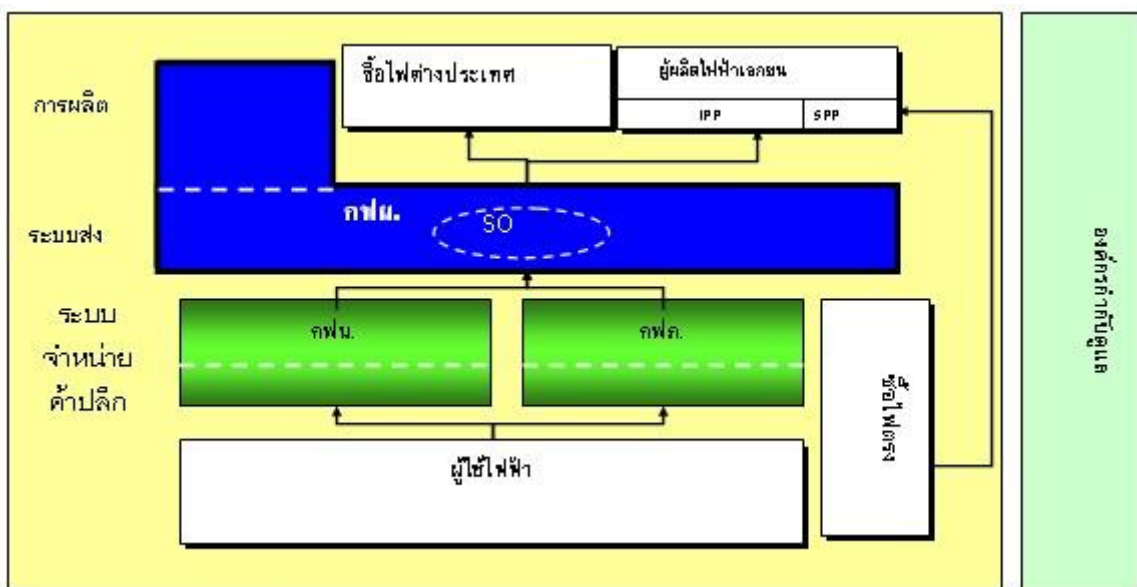 การผลิต
ซื้อไฟต่างประเทศ
ผู้ผลิตไฟฟ้าเอกชน
IPP SPP
กฟผ.
SO
ระบบส่ง
ระบบ
จำหน่าย
ค้าปลีก
กฟน.
กฟภ.
ผู้ใช้ไฟฟ้า
ซื้อไฟตรง
องค์กรกำกับดูแล